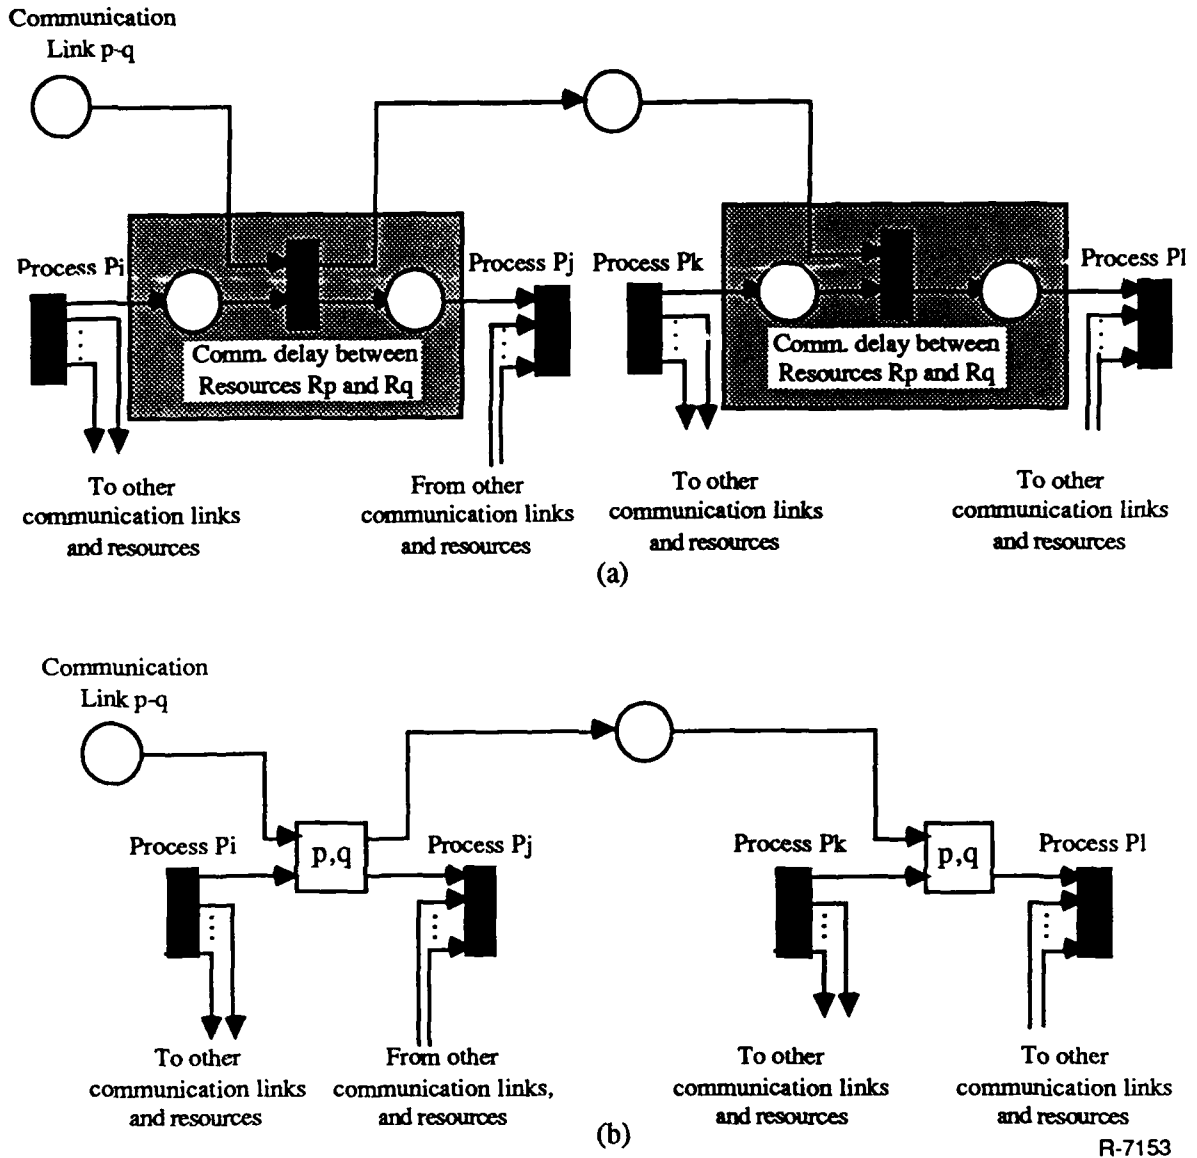 Communication
Link p-q
Process Pi
Process Pj
Process Pk
Process Pl
Comm. delay between
Resources Rp and Rq
Comm. delay between
Resources Rp and Rq
To other
communication links
and resources
From other
communication links
and resources
To other
communication links
and resources
To other
communication links
and resources
(a)
Communication
Link p-q
Process Pi
p,q
Process Pj
Process Pk
p,q
Process Pl
To other
communication links
and resources
From other
communication links,
and resources
To other
communication links
and resources
To other
communication links
and resources
(b)
R-7153